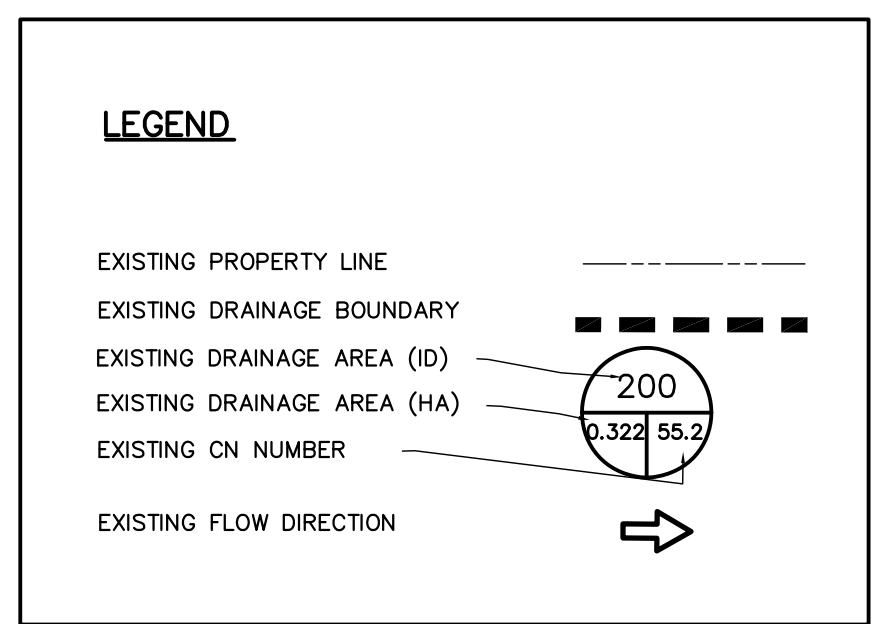 LEGEND
EXISTING PROPERTY LINE
EXISTING DRAINAGE BOUNDARY
EXISTING DRAINAGE AREA (ID)
200
EXISTING DRAINAGE AREA (HA)
0.322 55.2
EXISTING CN NUMBER
EXISTING FLOW DIRECTION